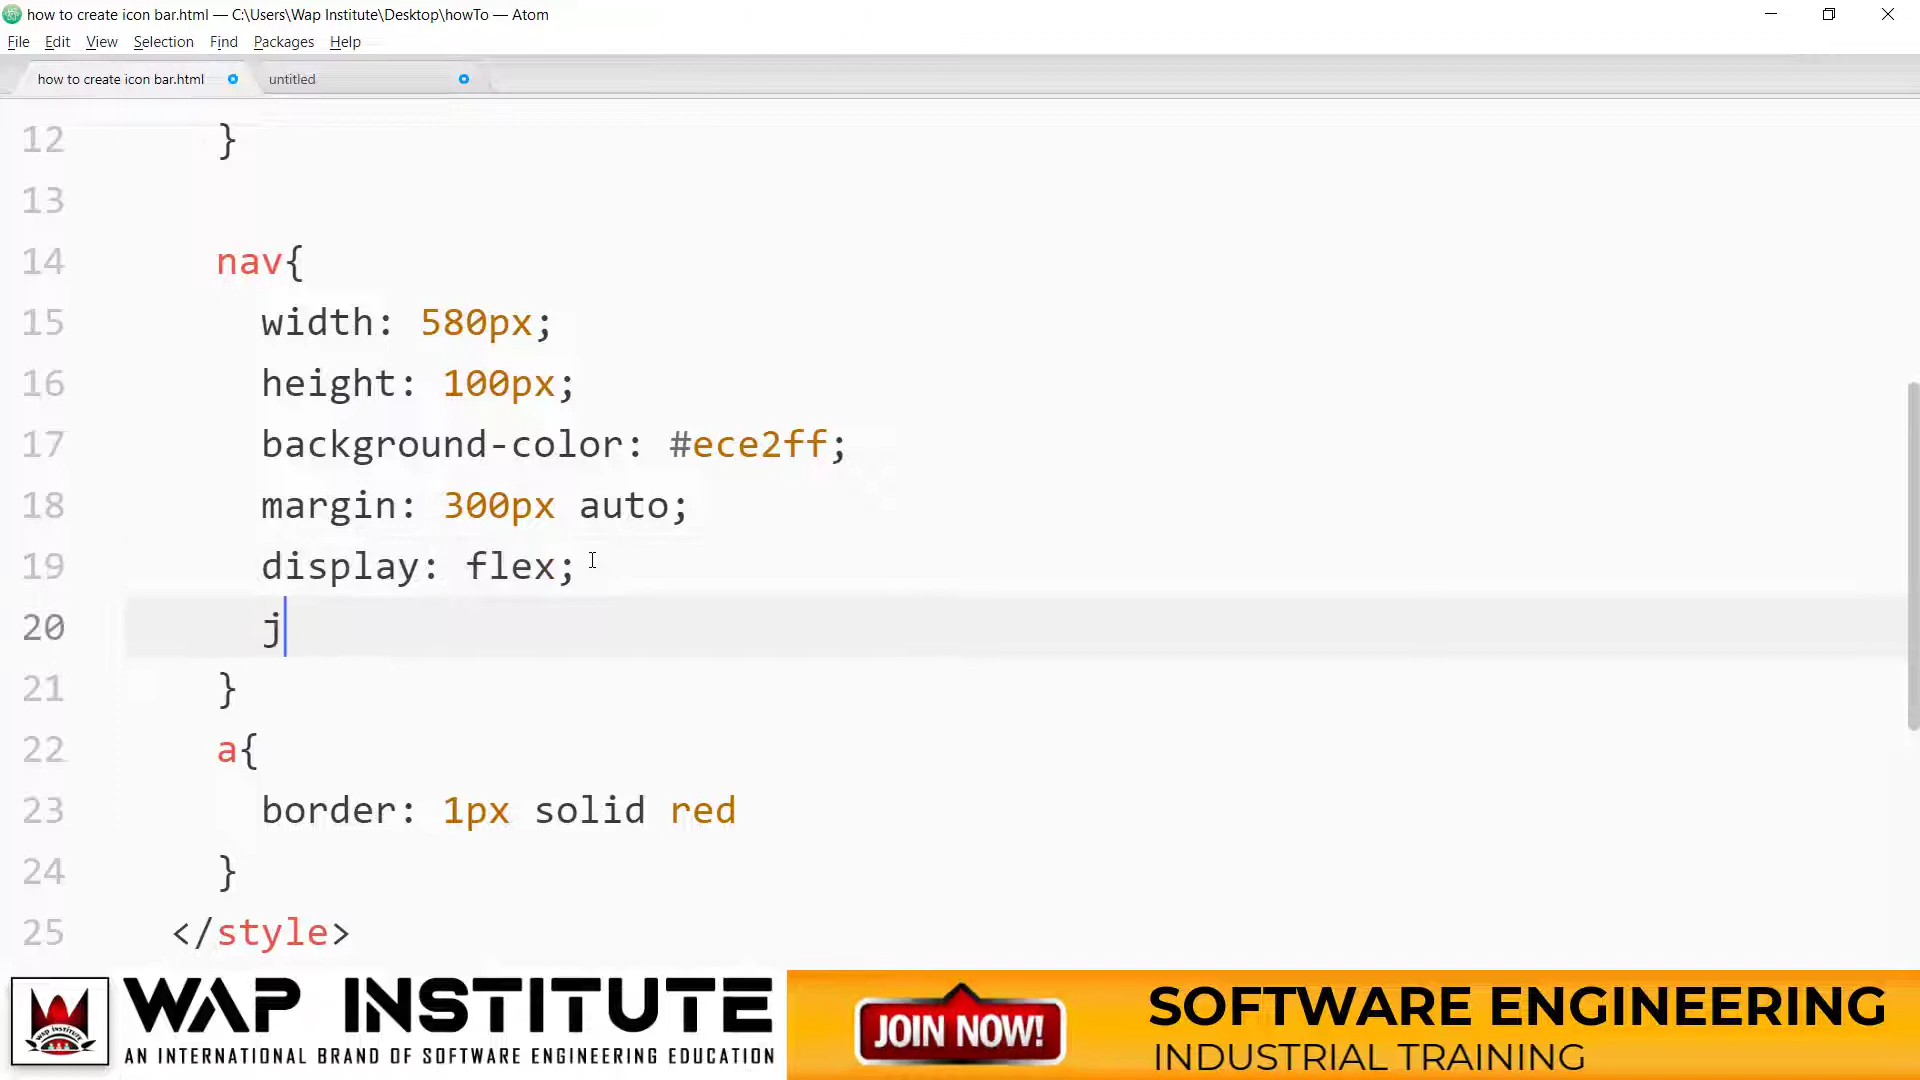 how to create icon bar.html — C:\Users\Wap Institute\Desktop\howTo — Atom
File Edit View Selection Find Packages Help
how to create icon bar.html untitled
12 }
13
14 nav{
15 width: 580px;
16 height: 100px;
17 background-color: #ece2ff;
18 margin: 300px auto;
19 display: flex;
20 j
21 }
22 a{
23 border: 1px solid red
24 }
25 </style>
WAP INSTITUTE
AN INTERNATIONAL BRAND OF SOFTWARE ENGINEERING EDUCATION
Wap Institute
JOIN NOW!
SOFTWARE ENGINEERING
INDUSTRIAL TRAINING